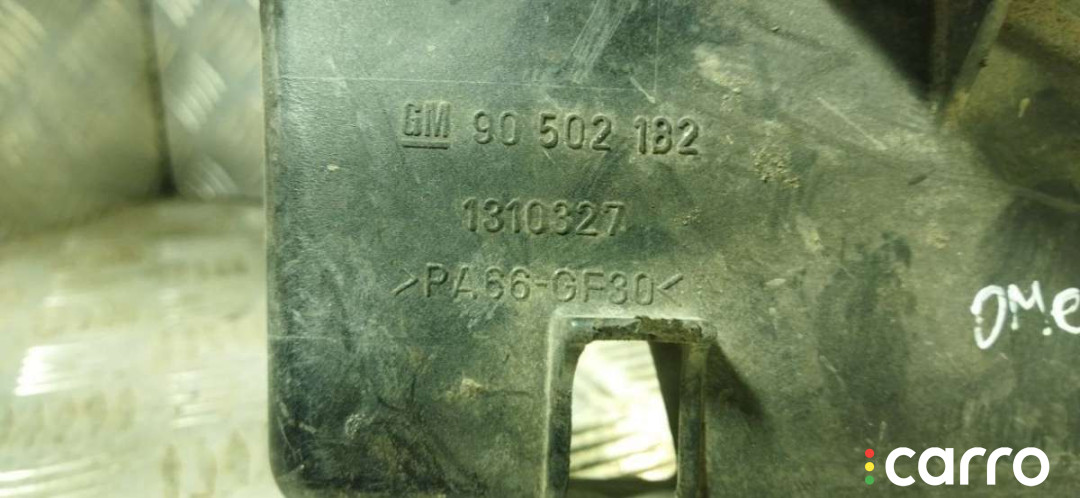 GM 90 502 182
1310327
>PA66-GF30<
OMe
carro